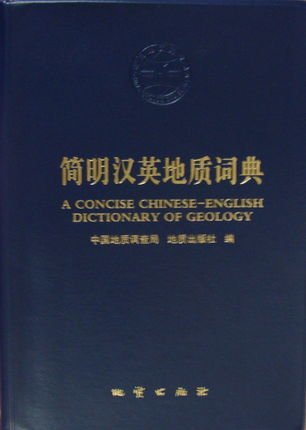 简明汉英地质词典
A CONCISE CHINESE-ENGLISH
DICTIONARY OF GEOLOGY
中国地质调查局 地质出版社 编
地质出版社